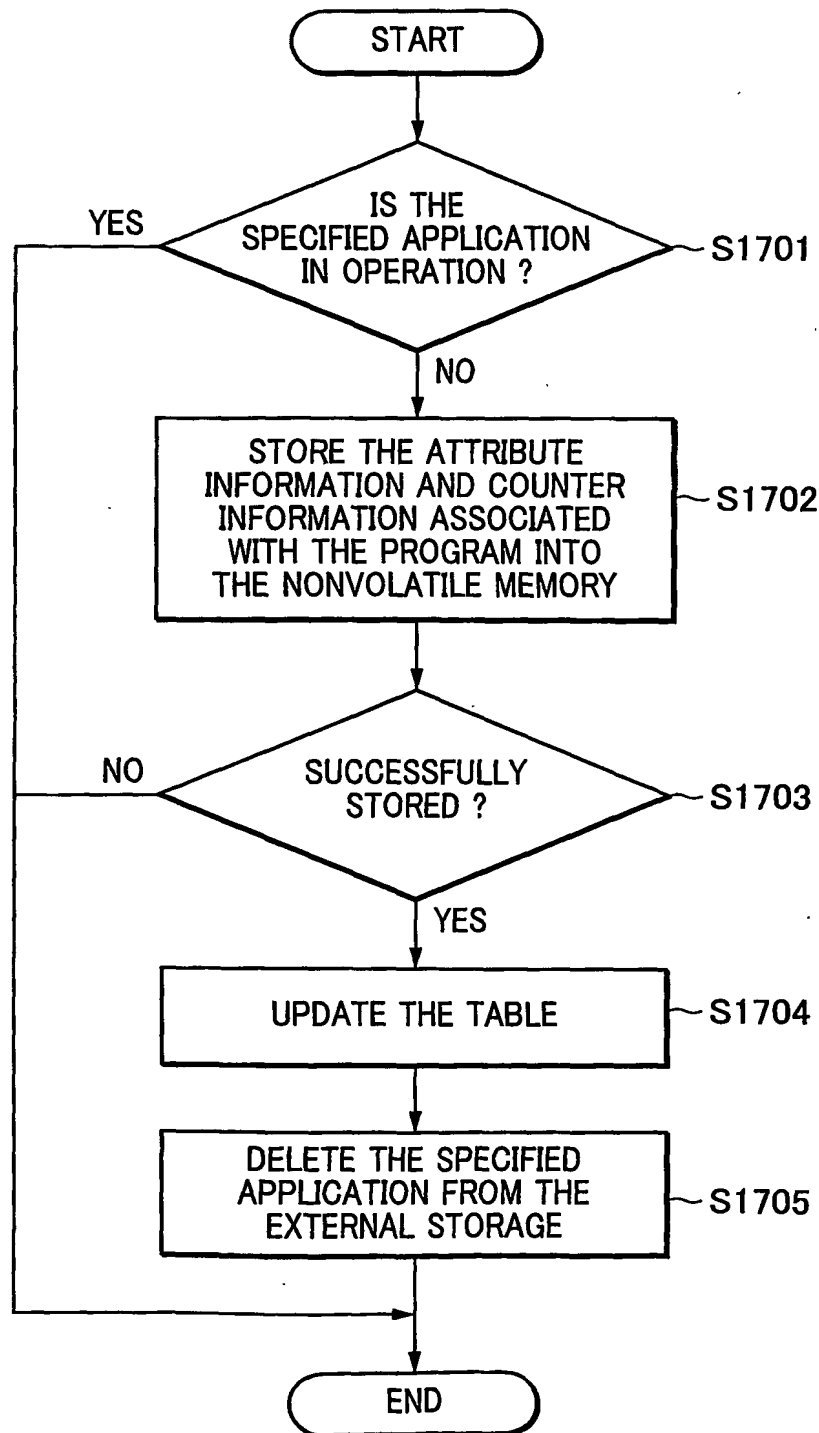 START
IS THE
SPECIFIED APPLICATION
IN OPERATION ?
YES
S1701
NO
STORE THE ATTRIBUTE
INFORMATION AND COUNTER
INFORMATION ASSOCIATED
WITH THE PROGRAM INTO
THE NONVOLATILE MEMORY
S1702
SUCCESSFULLY
STORED ?
NO
S1703
YES
UPDATE THE TABLE
S1704
DELETE THE SPECIFIED
APPLICATION FROM THE
EXTERNAL STORAGE
S1705
END